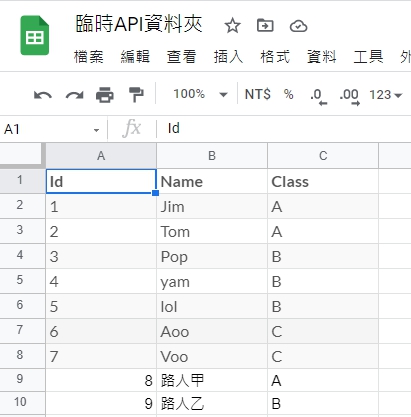 臨時API資料夾
檔案 編輯 查看 插入 格式 資料 工具
100% NT$ % .0 .00 123
A1 fx Id
A B C
1 Id Name Class
2 1 Jim A
3 2 Tom A
4 3 Pop B
5 4 yam B
6 5 lol B
7 6 Aoo C
8 7 Voo C
9 8 路人甲 A
10 9 路人乙 B